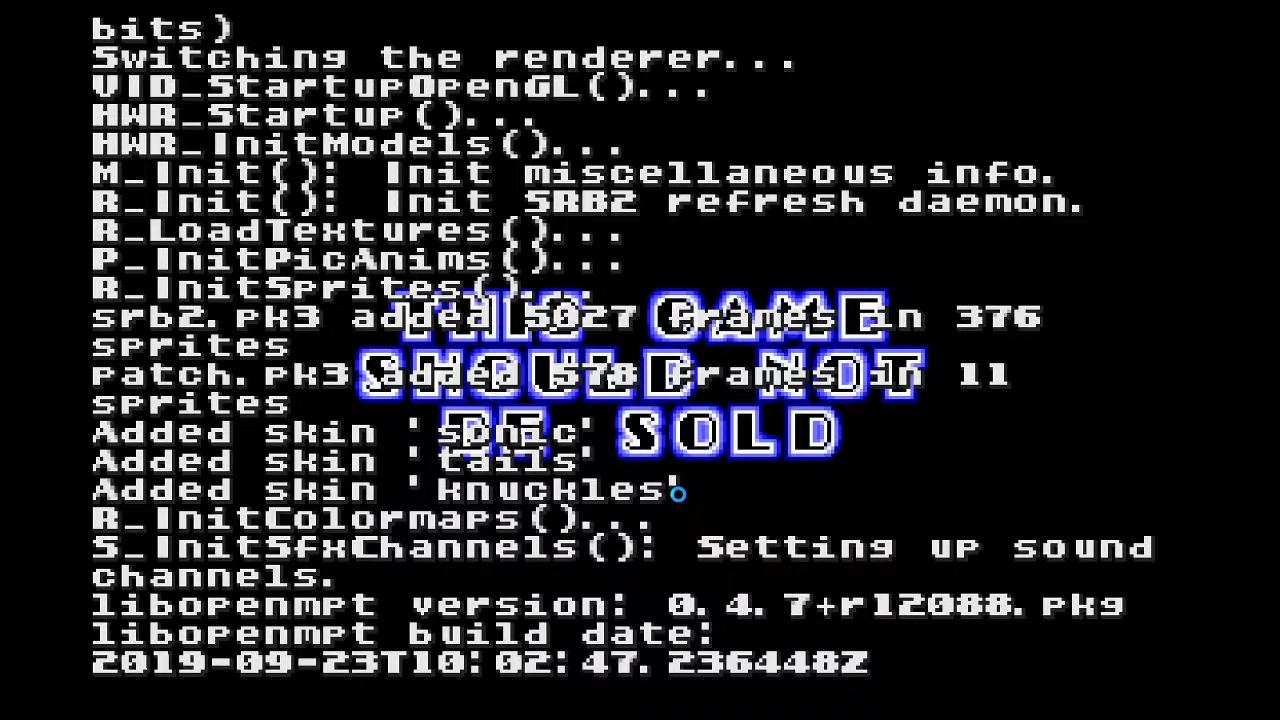 bits)
Switching the renderer...
VID_StartupOpenGL()...
HWR_Startup()...
HWR_InitModels()...
M_Init(): Init miscellaneous info.
R_Init(): Init SRB2 refresh daemon.
R_LoadTextures()...
P_InitPicAnims()...
R_InitSprites()...
srb2.pk3 added 5027 frames in 376
sprites
patch.pk3 added 578 frames in 11
sprites
Added skin 'sonic'
Added skin 'tails'
Added skin 'knuckles'
R_InitColormaps()...
S_InitSfxChannels(): Setting up sound
channels.
libopenmpt version: 0.4.7+r12088.pkg
libopenmpt build date:
2019-09-23T10:02:47.236448Z
THIS GAME
SHOULD NOT
BE SOLD